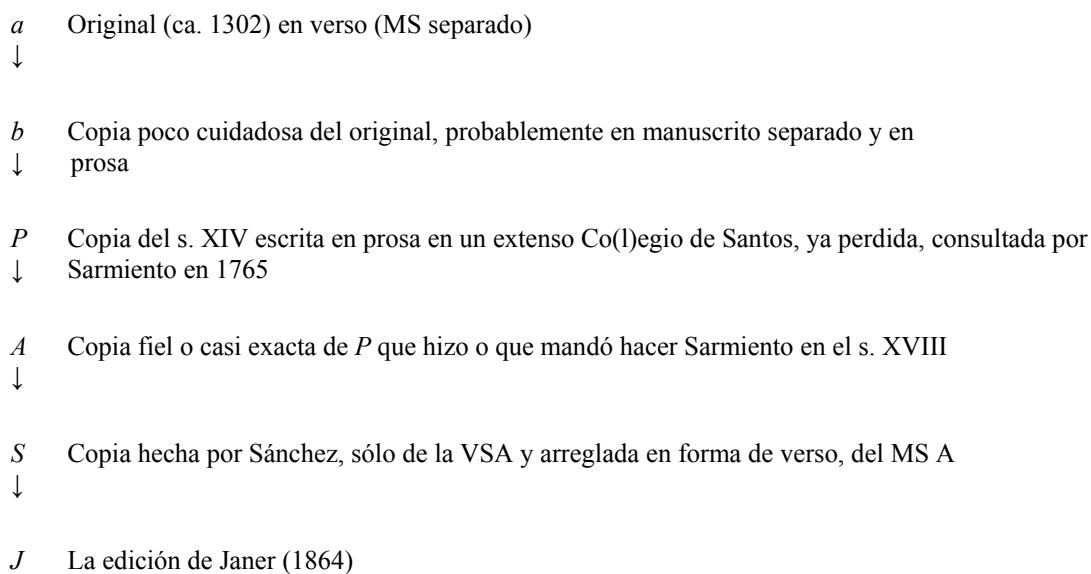 a Original (ca. 1302) en verso (MS separado)
↓
b Copia poco cuidadosa del original, probablemente en manuscrito separado y en
↓ prosa
P Copia del s. XIV escrita en prosa en un extenso Co(l)egio de Santos, ya perdida, consultada por
↓ Sarmiento en 1765
A Copia fiel o casi exacta de P que hizo o que mandó hacer Sarmiento en el s. XVIII
↓
S Copia hecha por Sánchez, sólo de la VSA y arreglada en forma de verso, del MS A
↓
J La edición de Janer (1864)